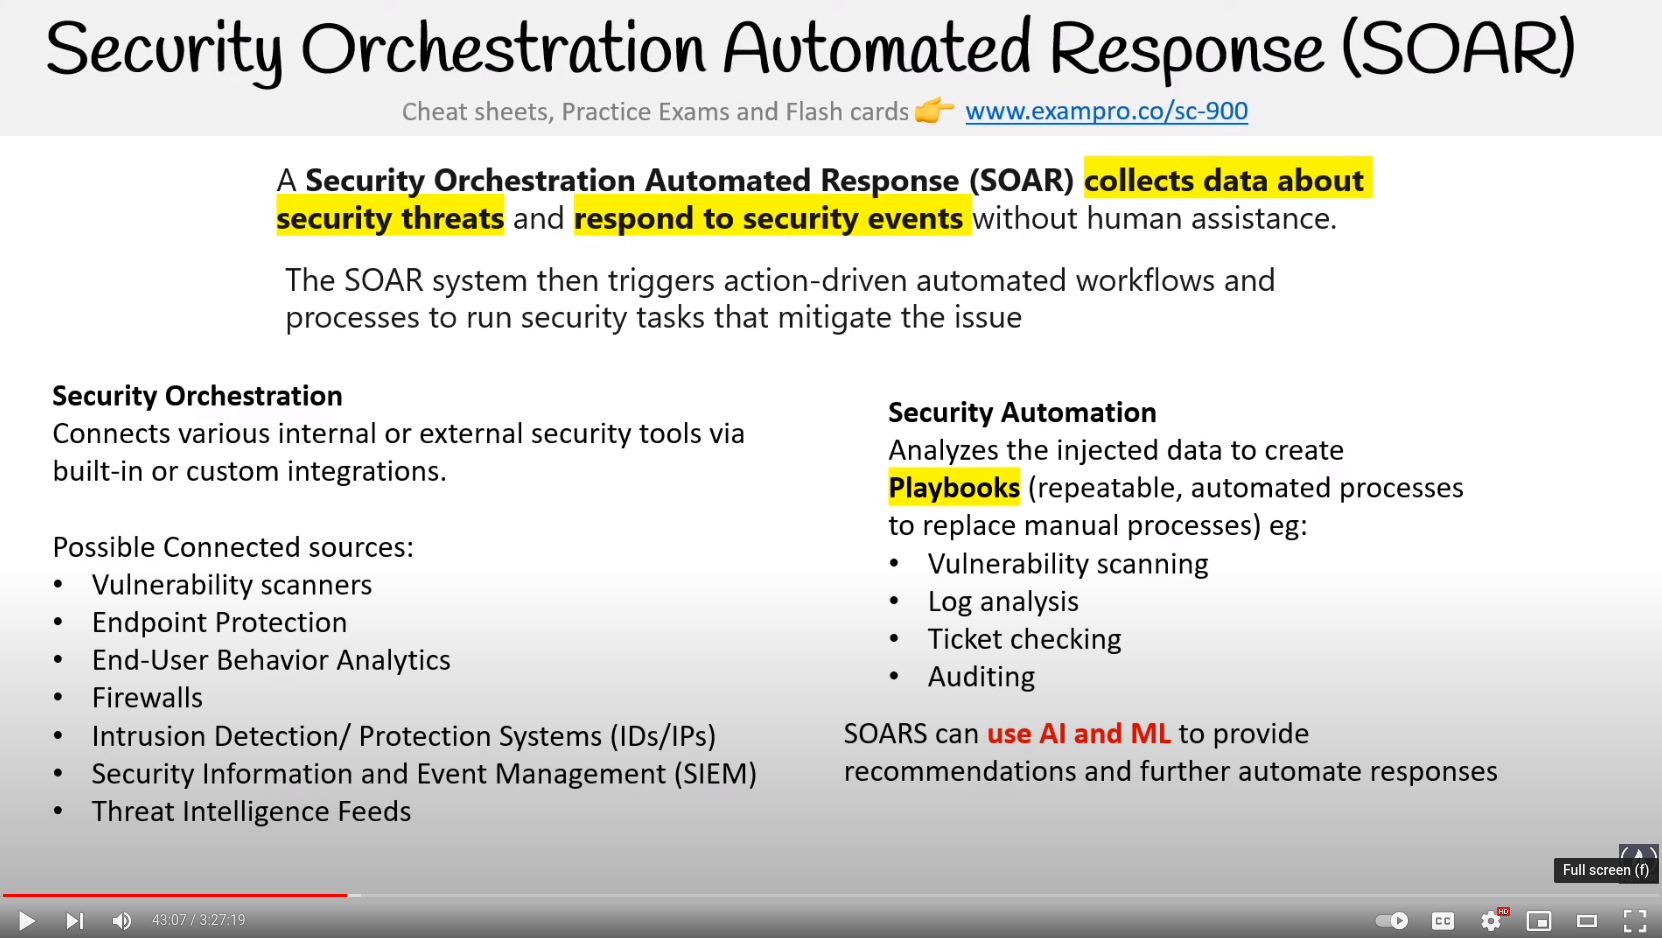 Security Orchestration Automated Response (SOAR)
Cheat sheets, Practice Exams and Flash cards 👉 www.exampro.co/sc-900
A Security Orchestration Automated Response (SOAR) collects data about
security threats and respond to security events without human assistance.
The SOAR system then triggers action-driven automated workflows and
processes to run security tasks that mitigate the issue
Security Orchestration
Connects various internal or external security tools via
built-in or custom integrations.
Possible Connected sources:
• Vulnerability scanners
• Endpoint Protection
• End-User Behavior Analytics
• Firewalls
• Intrusion Detection/ Protection Systems (IDs/IPs)
• Security Information and Event Management (SIEM)
• Threat Intelligence Feeds
Security Automation
Analyzes the injected data to create
Playbooks (repeatable, automated processes
to replace manual processes) eg:
• Vulnerability scanning
• Log analysis
• Ticket checking
• Auditing
SOARS can use AI and ML to provide
recommendations and further automate responses
Full screen (f)
43:07 / 3:27:19
CC
HD